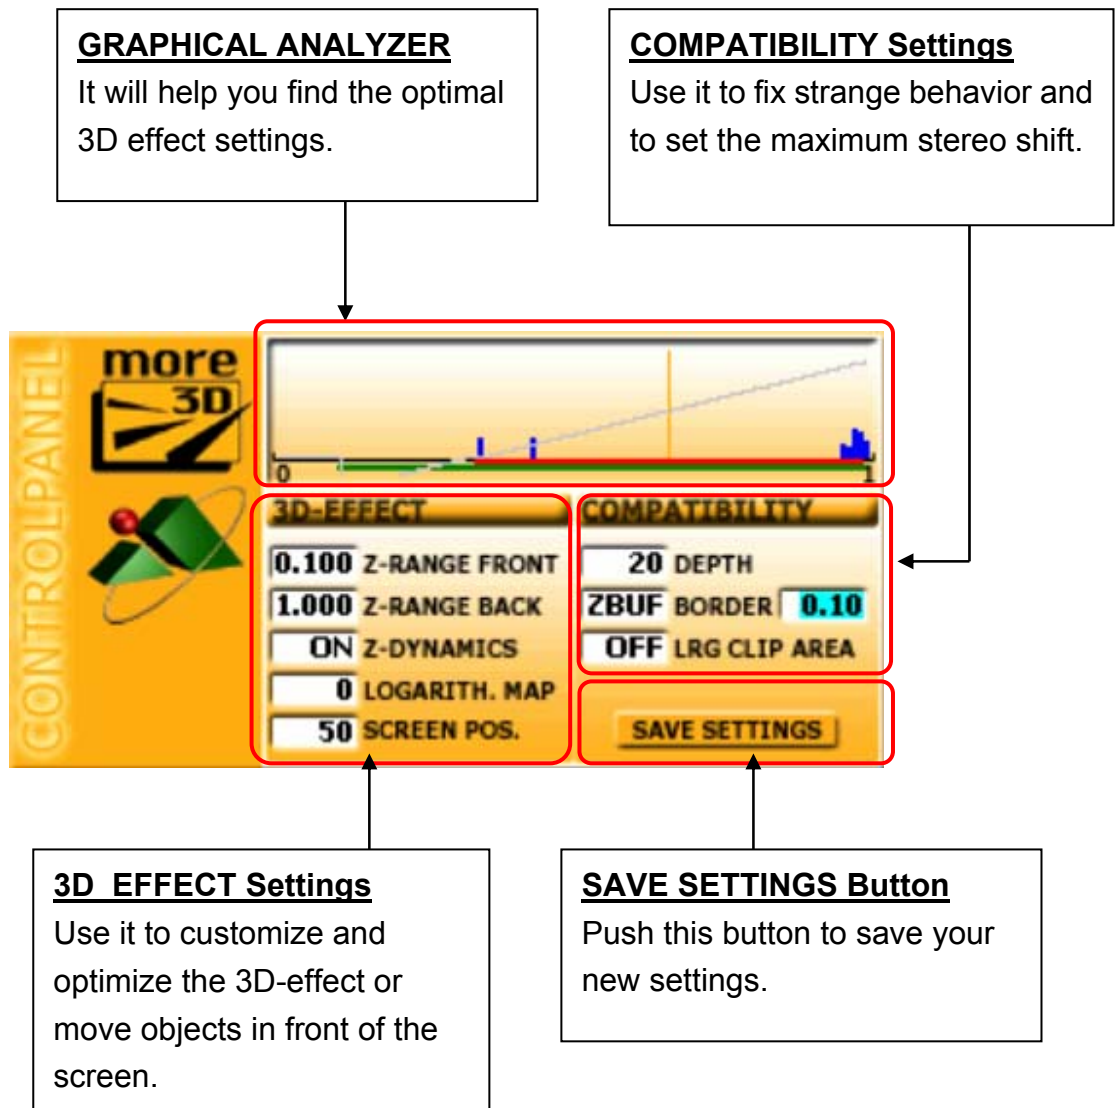 GRAPHICAL ANALYZER
It will help you find the optimal
3D effect settings.
COMPATIBILITY Settings
Use it to fix strange behavior and
to set the maximum stereo shift.
CONTROLPANEL
more
3D
0
1
3D-EFFECT
0.100 Z-RANGE FRONT
1.000 Z-RANGE BACK
ON Z-DYNAMICS
0 LOGARITH. MAP
50 SCREEN POS.
COMPATIBILITY
20 DEPTH
ZBUF BORDER 0.10
OFF LRG CLIP AREA
SAVE SETTINGS
3D EFFECT Settings
Use it to customize and
optimize the 3D-effect or
move objects in front of the
screen.
SAVE SETTINGS Button
Push this button to save your
new settings.